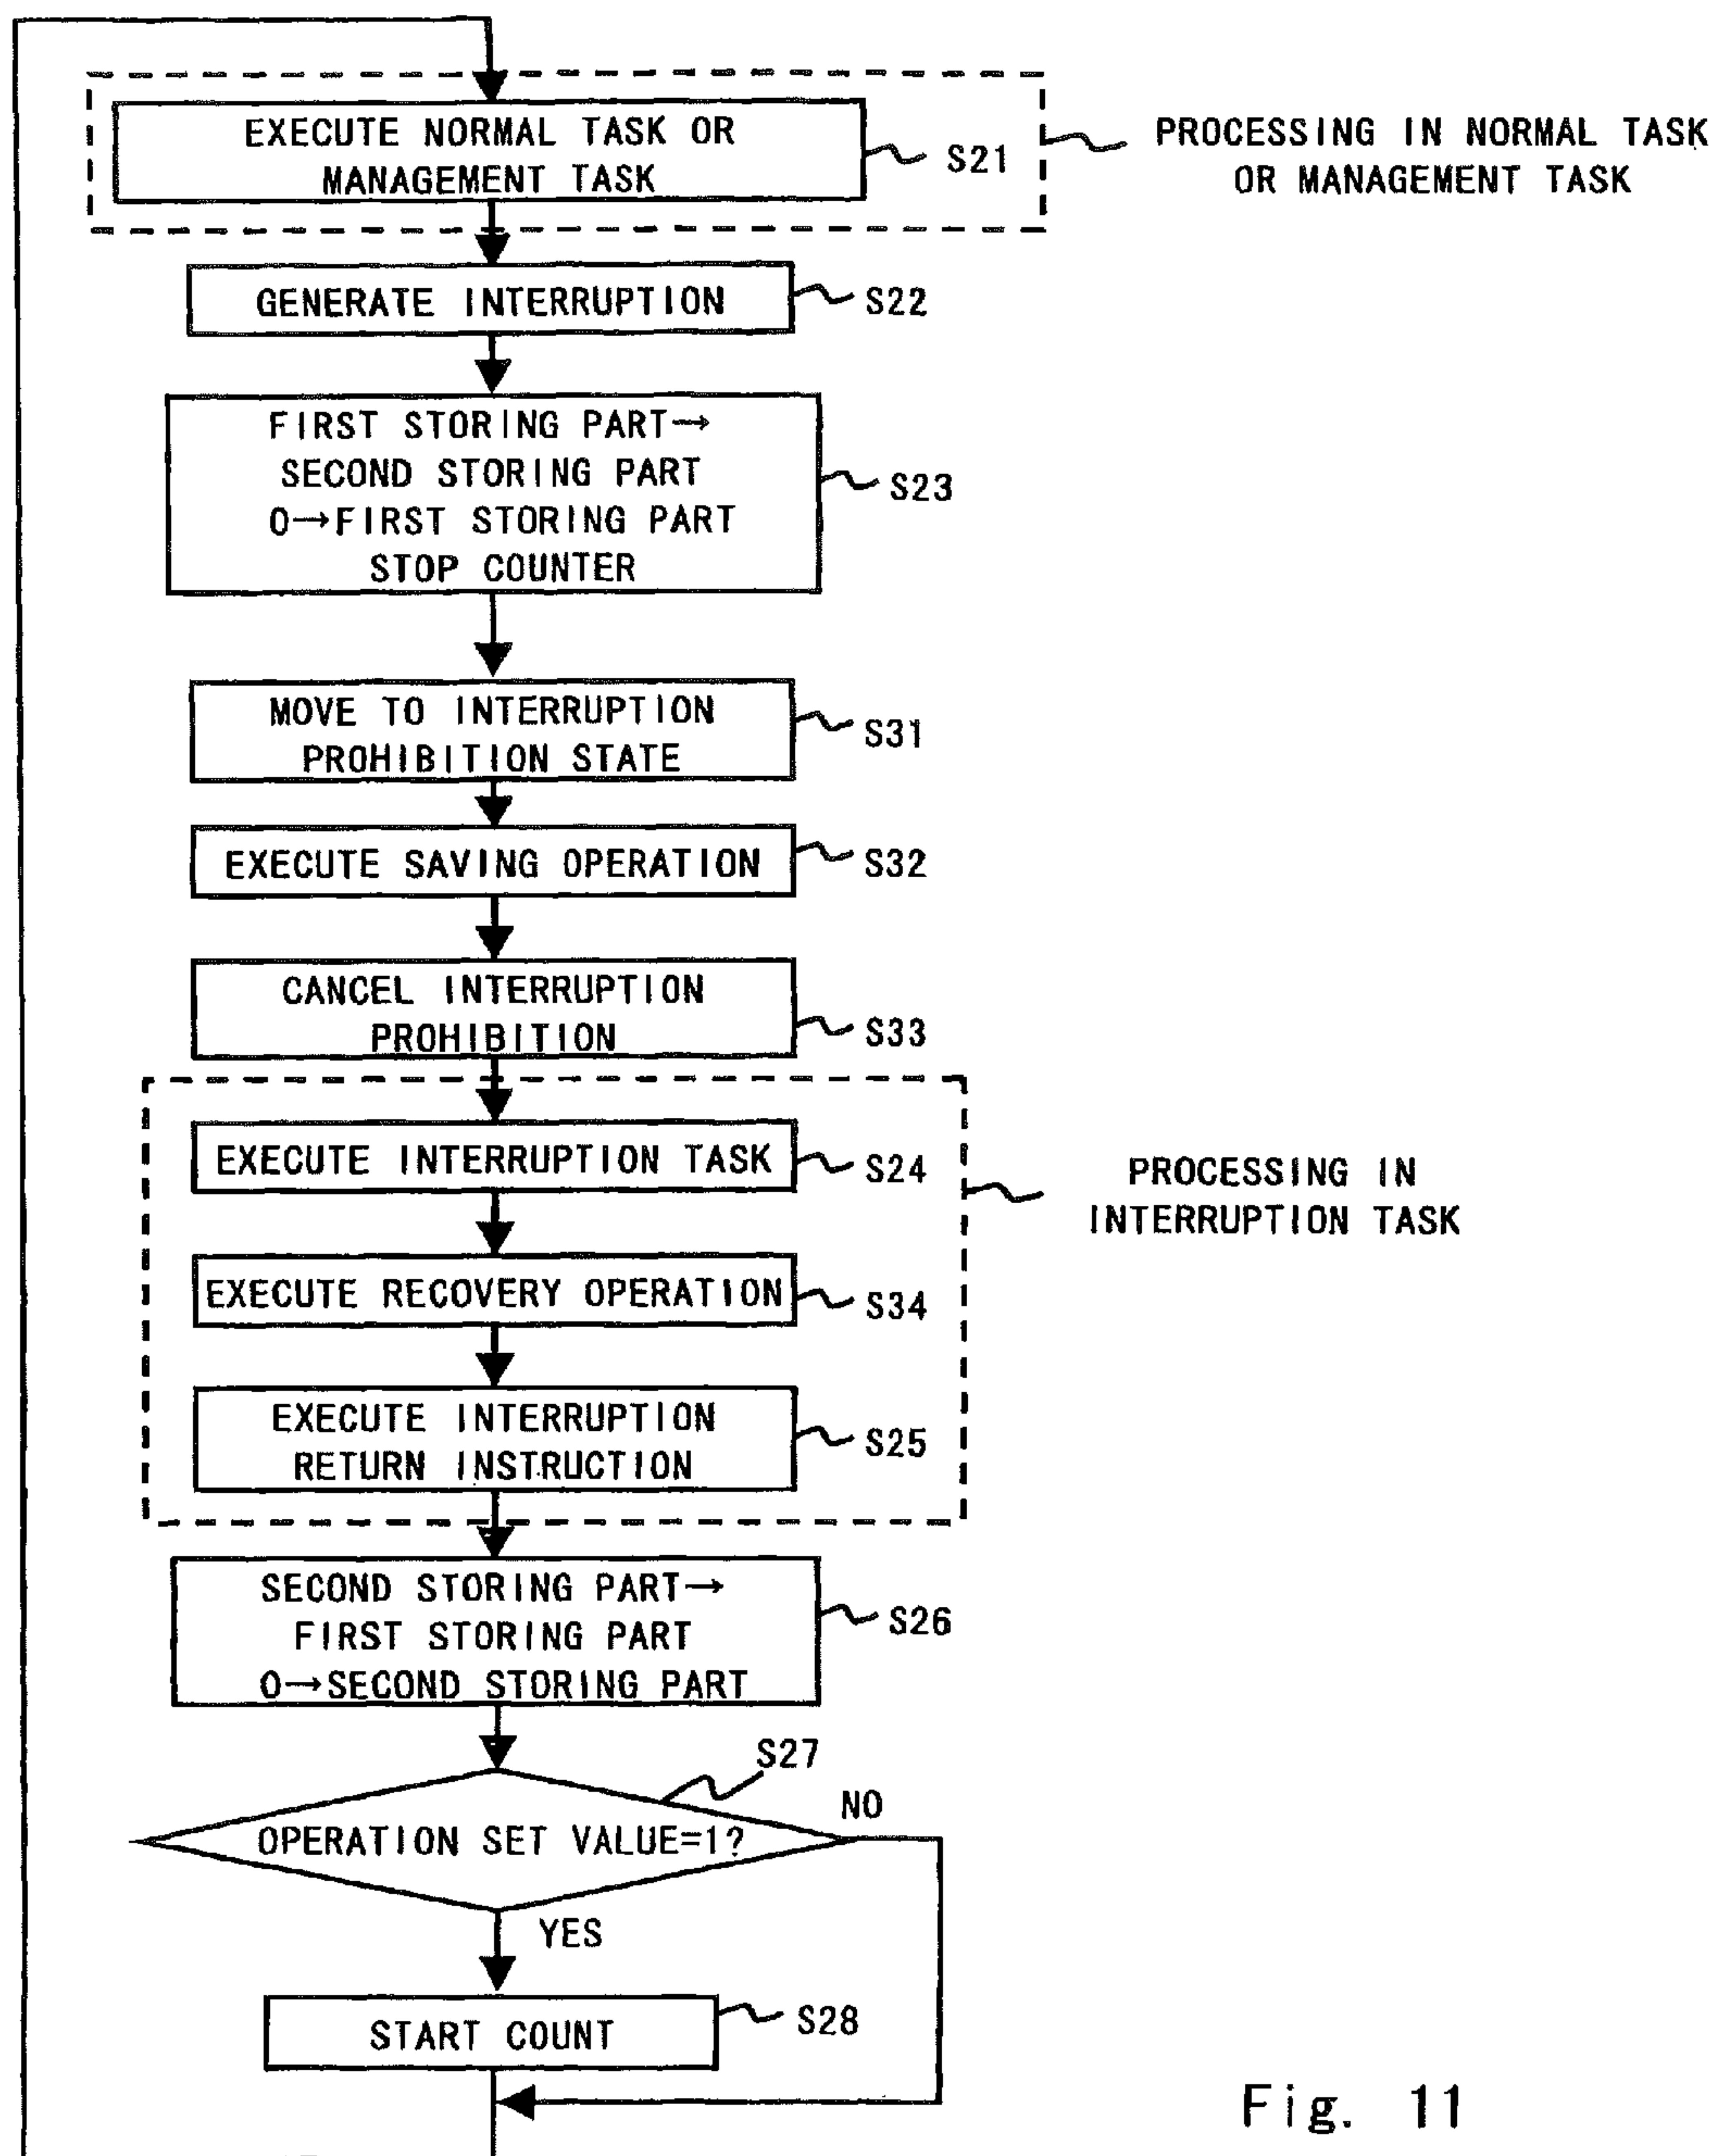 EXECUTE NORMAL TASK OR
MANAGEMENT TASK
S21
PROCESSING IN NORMAL TASK
OR MANAGEMENT TASK
GENERATE INTERRUPTION
S22
FIRST STORING PART→
SECOND STORING PART
0→FIRST STORING PART
STOP COUNTER
S23
MOVE TO INTERRUPTION
PROHIBITION STATE
S31
EXECUTE SAVING OPERATION
S32
CANCEL INTERRUPTION
PROHIBITION
S33
EXECUTE INTERRUPTION TASK
S24
PROCESSING IN
INTERRUPTION TASK
EXECUTE RECOVERY OPERATION
S34
EXECUTE INTERRUPTION
RETURN INSTRUCTION
S25
SECOND STORING PART→
FIRST STORING PART
0→SECOND STORING PART
S26
S27
OPERATION SET VALUE=1?
NO
YES
START COUNT
S28
Fig. 11